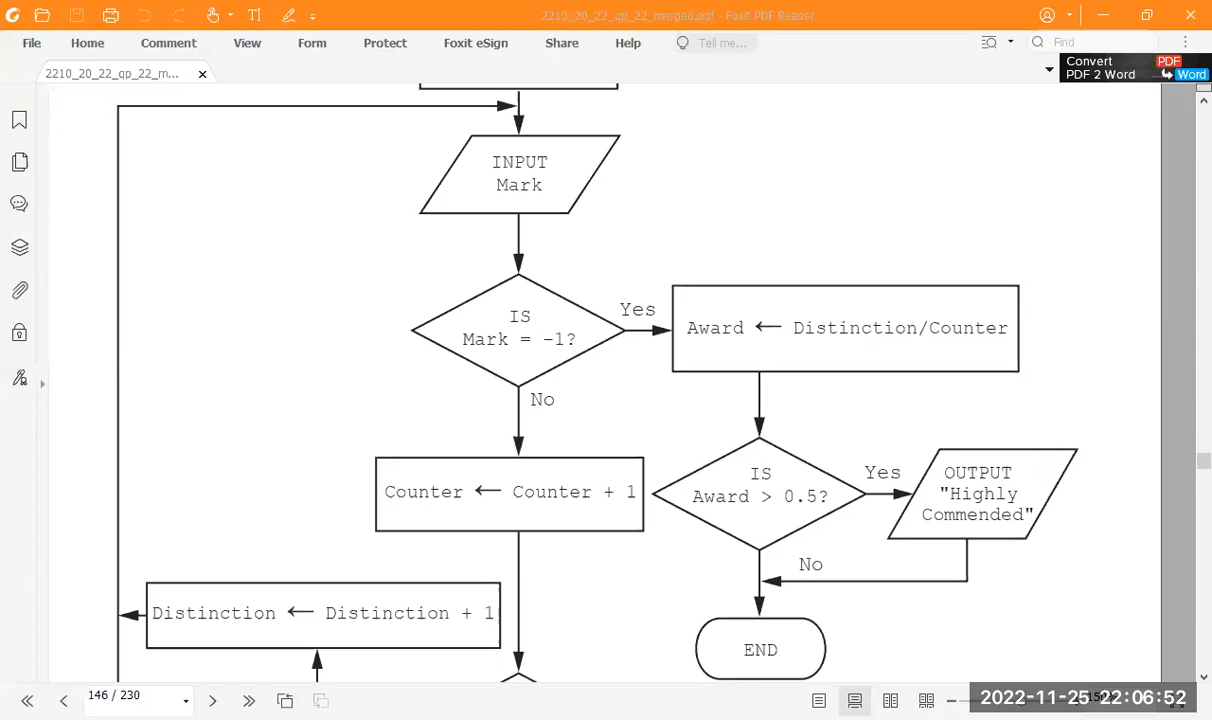 2210_20_22_qp_22_merged.pdf - Foxit PDF Reader
File Home Comment View Form Protect Foxit eSign Share Help Tell me... Find
2210_20_22_qp_22_m... Convert PDF
PDF 2 Word Word
INPUT
Mark
IS
Mark = -1?
Yes
Award ← Distinction/Counter
No
Counter ← Counter + 1
IS
Award > 0.5?
Yes
OUTPUT
"Highly
Commended"
No
Distinction ← Distinction + 1
END
146 / 230
2022-11-25 22:06:52